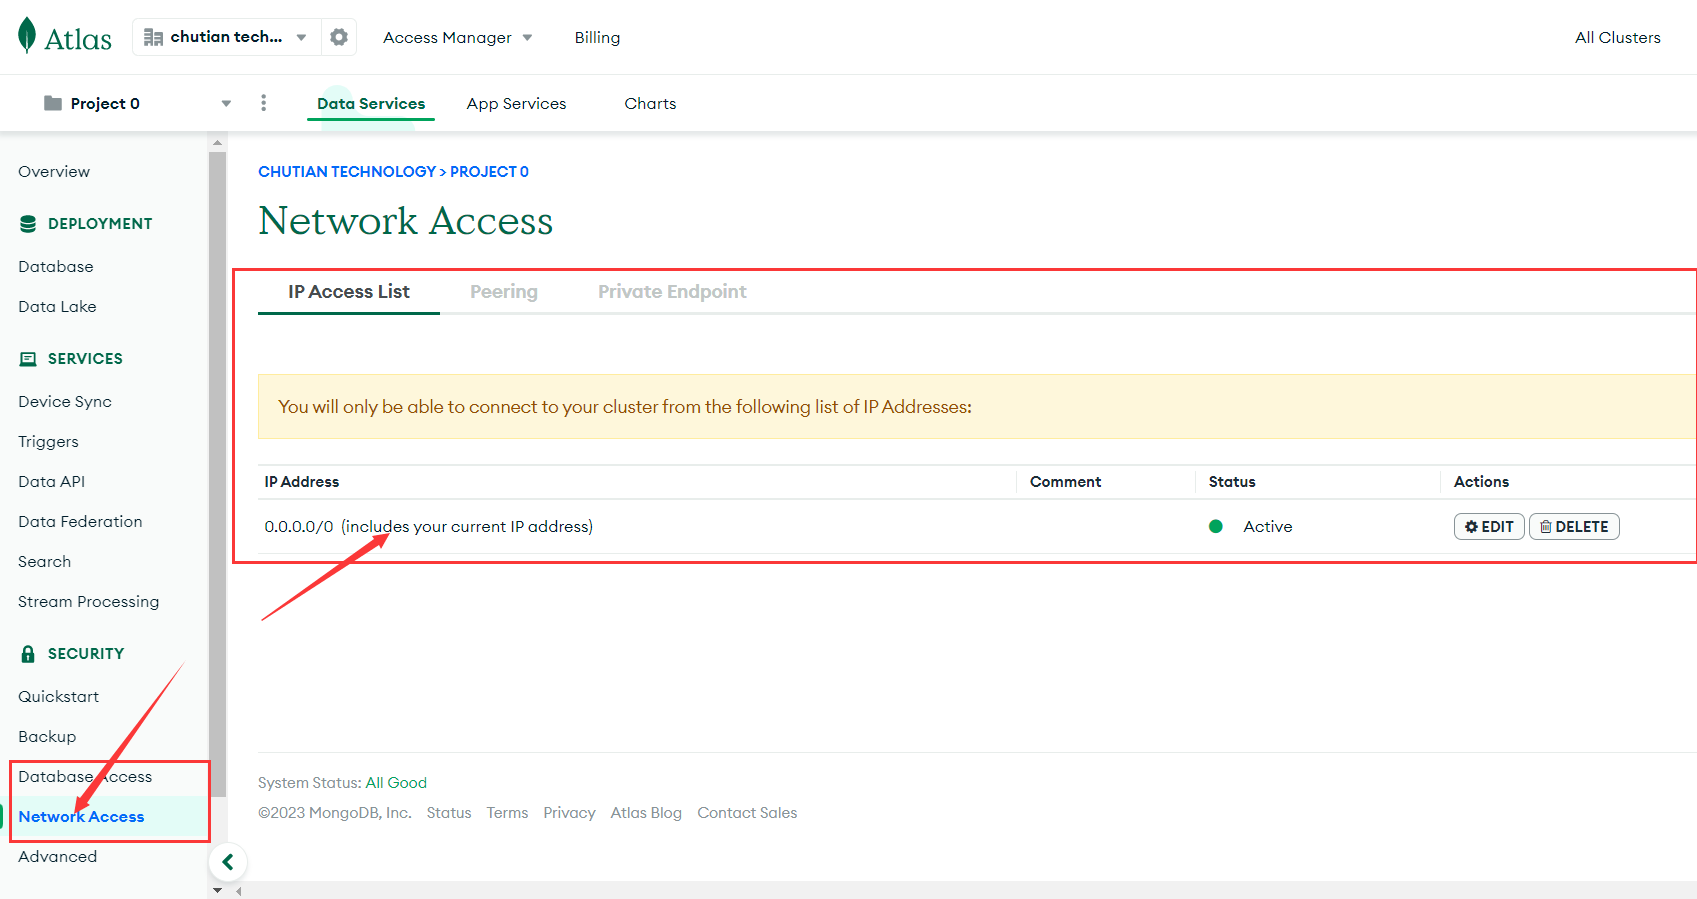 Atlas
chutian tech...
Access Manager
Billing
All Clusters
Project 0
Data Services
App Services
Charts
Overview
DEPLOYMENT
Database
Data Lake
SERVICES
Device Sync
Triggers
Data API
Data Federation
Search
Stream Processing
SECURITY
Quickstart
Backup
Database Access
Network Access
Advanced
CHUTIAN TECHNOLOGY > PROJECT 0
Network Access
IP Access List
Peering
Private Endpoint
You will only be able to connect to your cluster from the following list of IP Addresses:
IP Address Comment Status Actions
0.0.0.0/0 (includes your current IP address) Active EDIT DELETE
System Status: All Good
©2023 MongoDB, Inc. Status Terms Privacy Atlas Blog Contact Sales